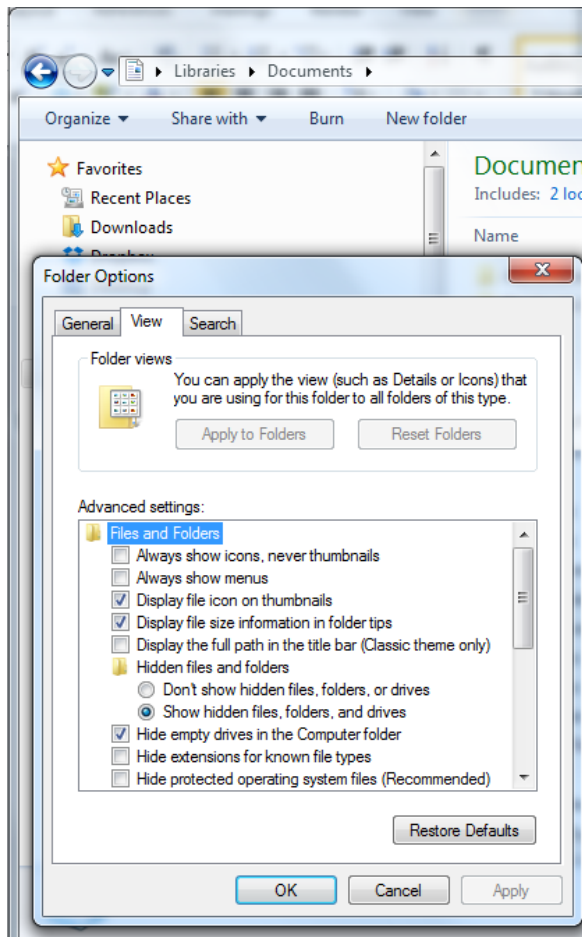 Libraries Documents
Organize Share with Burn New folder
Favorites
Recent Places
Downloads
Dropbox
Documen
Includes: 2 loc
Name
Folder Options
General View Search
Folder views
You can apply the view (such as Details or Icons) that
you are using for this folder to all folders of this type.
Apply to Folders Reset Folders
Advanced settings:
Files and Folders
Always show icons, never thumbnails
Always show menus
Display file icon on thumbnails
Display file size information in folder tips
Display the full path in the title bar (Classic theme only)
Hidden files and folders
Don't show hidden files, folders, or drives
Show hidden files, folders, and drives
Hide empty drives in the Computer folder
Hide extensions for known file types
Hide protected operating system files (Recommended)
Restore Defaults
OK Cancel Apply